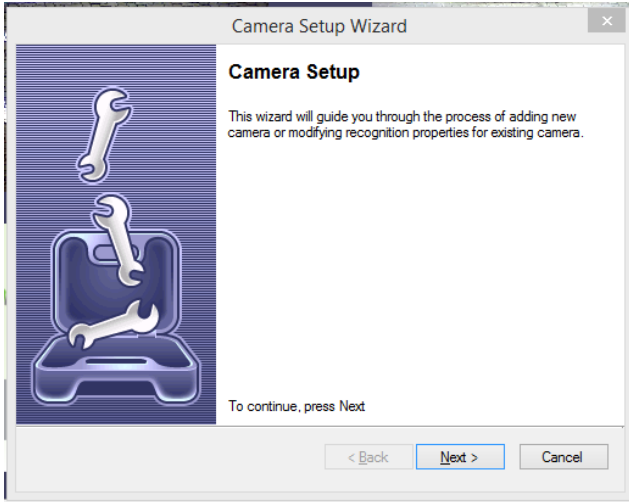 Camera Setup Wizard
Camera Setup
This wizard will guide you through the process of adding new
camera or modifying recognition properties for existing camera.
To continue, press Next
< Back Next > Cancel